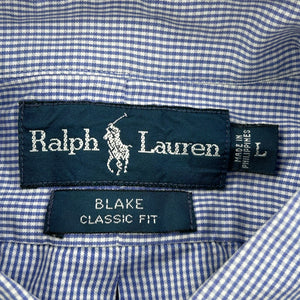 Ralph Lauren
MADE IN
PHILIPPINES
L
BLAKE
CLASSIC FIT